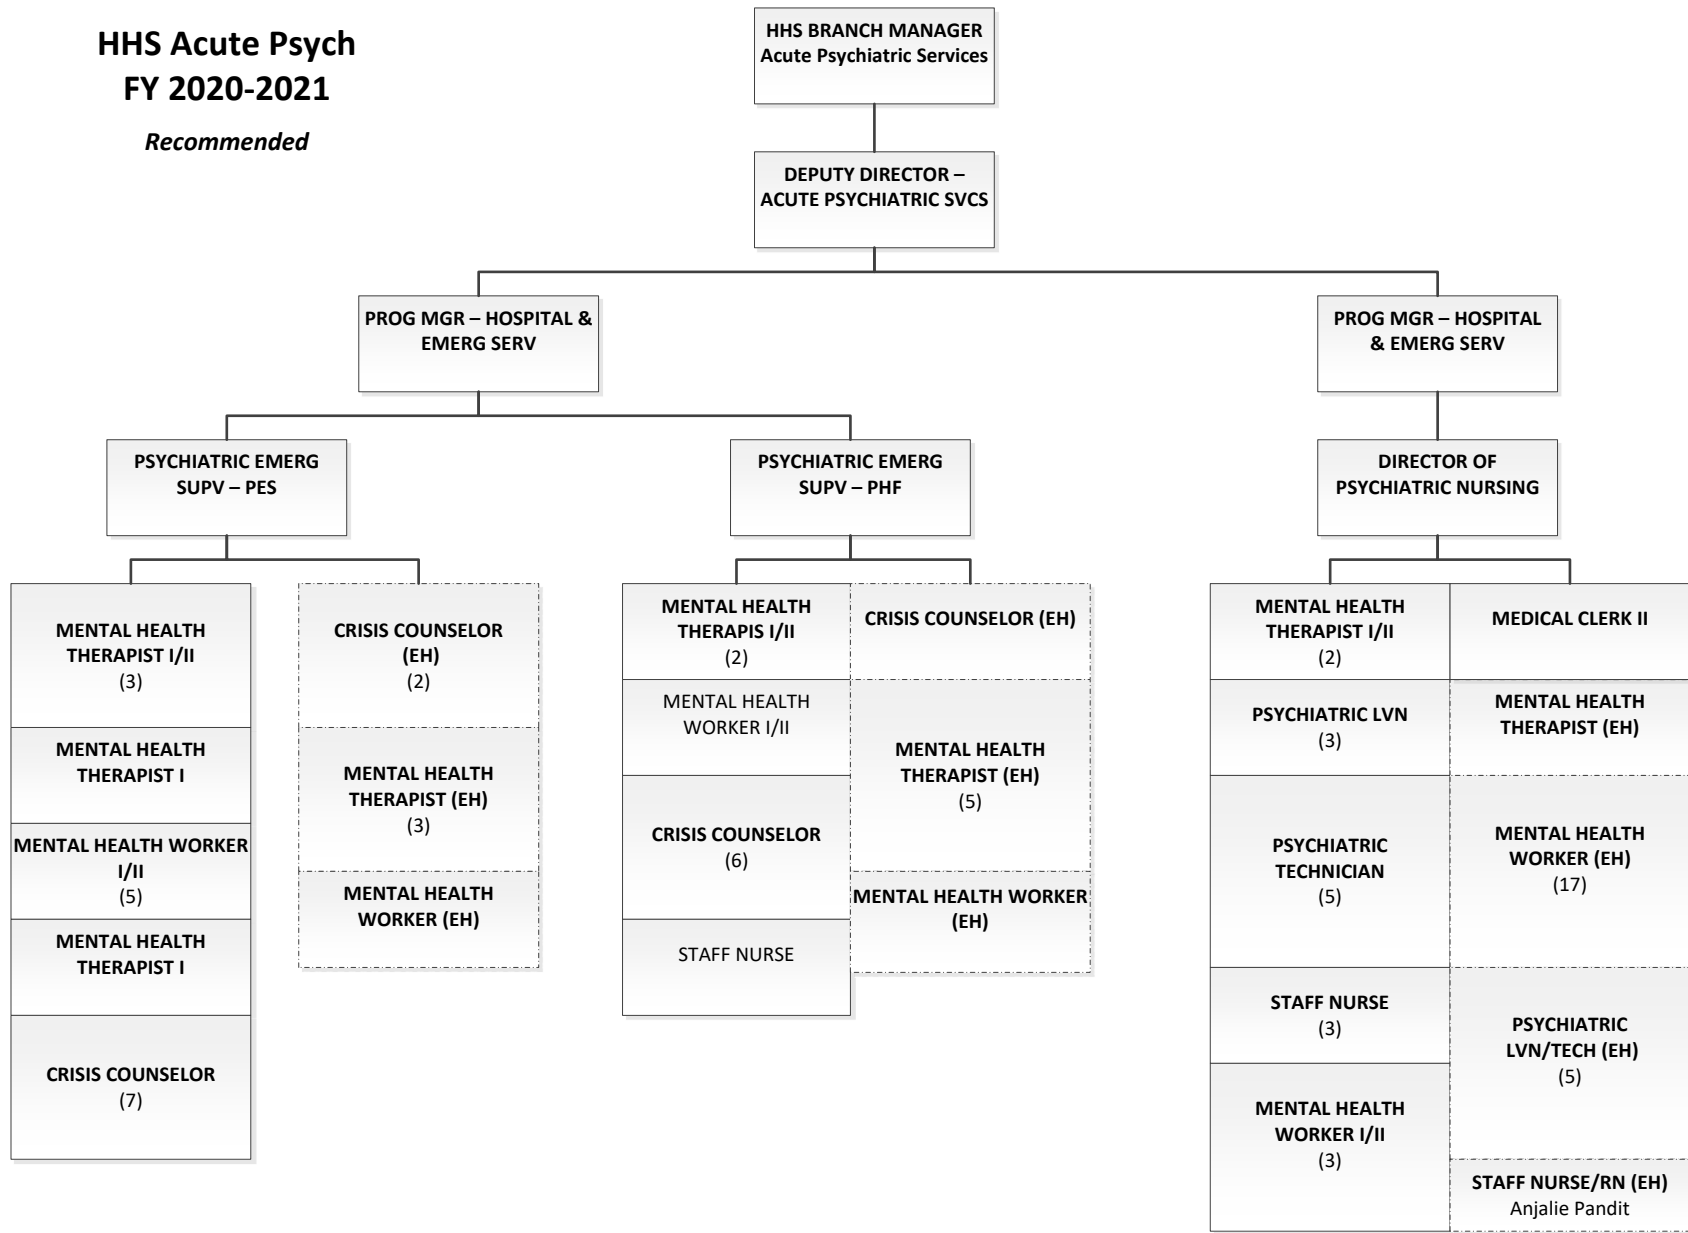 HHS Acute Psych
FY 2020-2021
Recommended
HHS BRANCH MANAGER
Acute Psychiatric Services
DEPUTY DIRECTOR –
ACUTE PSYCHIATRIC SVCS
PROG MGR – HOSPITAL &
EMERG SERV
PROG MGR – HOSPITAL
& EMERG SERV
PSYCHIATRIC EMERG
SUPV – PES
PSYCHIATRIC EMERG
SUPV – PHF
DIRECTOR OF
PSYCHIATRIC NURSING
MENTAL HEALTH
THERAPIST I/II
(3)
MENTAL HEALTH
THERAPIST I
MENTAL HEALTH WORKER
I/II
(5)
MENTAL HEALTH
THERAPIST I
CRISIS COUNSELOR
(7)
CRISIS COUNSELOR
(EH)
(2)
MENTAL HEALTH
THERAPIST (EH)
(3)
MENTAL HEALTH
WORKER (EH)
MENTAL HEALTH
THERAPIS I/II
(2)
MENTAL HEALTH
WORKER I/II
CRISIS COUNSELOR
(6)
STAFF NURSE
CRISIS COUNSELOR (EH)
MENTAL HEALTH
THERAPIST (EH)
(5)
MENTAL HEALTH WORKER
(EH)
MENTAL HEALTH
THERAPIST I/II
(2)
PSYCHIATRIC LVN
(3)
PSYCHIATRIC
TECHNICIAN
(5)
STAFF NURSE
(3)
MENTAL HEALTH
WORKER I/II
(3)
MEDICAL CLERK II
MENTAL HEALTH
THERAPIST (EH)
MENTAL HEALTH
WORKER (EH)
(17)
PSYCHIATRIC
LVN/TECH (EH)
(5)
STAFF NURSE/RN (EH)
Anjalie Pandit